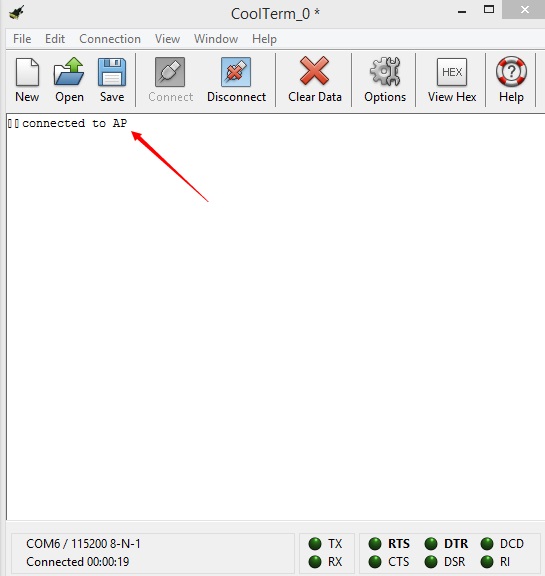 CoolTerm_0 *
File Edit Connection View Window Help
New Open Save Connect Disconnect Clear Data Options HEX View Hex Help
connected to AP
COM6 / 115200 8-N-1 TX RTS DTR DCD
Connected 00:00:19 RX CTS DSR RI